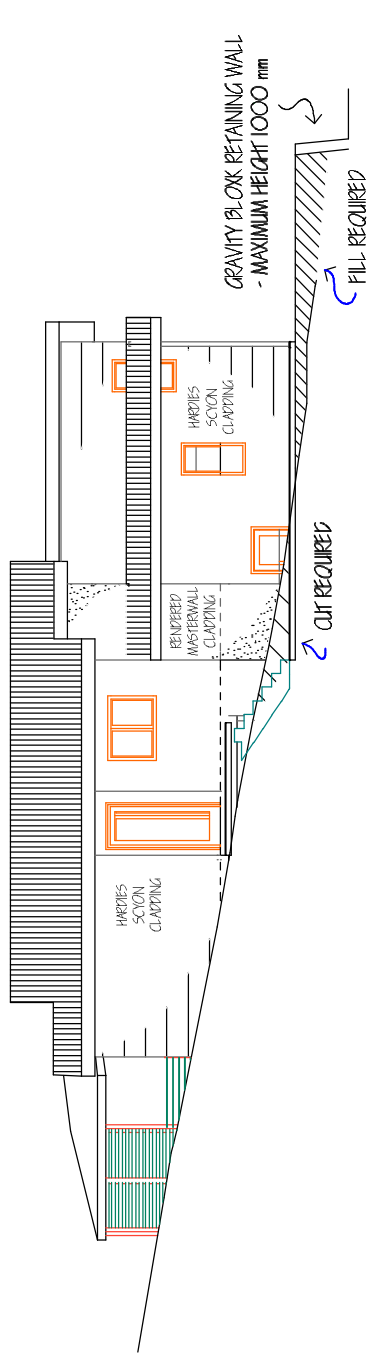 GRAVITY BLOXK RETAINING WALL
- MAXIMUM HEIGHT 1000 mm
FILL REQUIRED
HARDIES
SCYON
CLADDING
CUT REQUIRED
RENDERED
MASTERWALL
CLADDING
HARDIES
SCYON
CLADDING